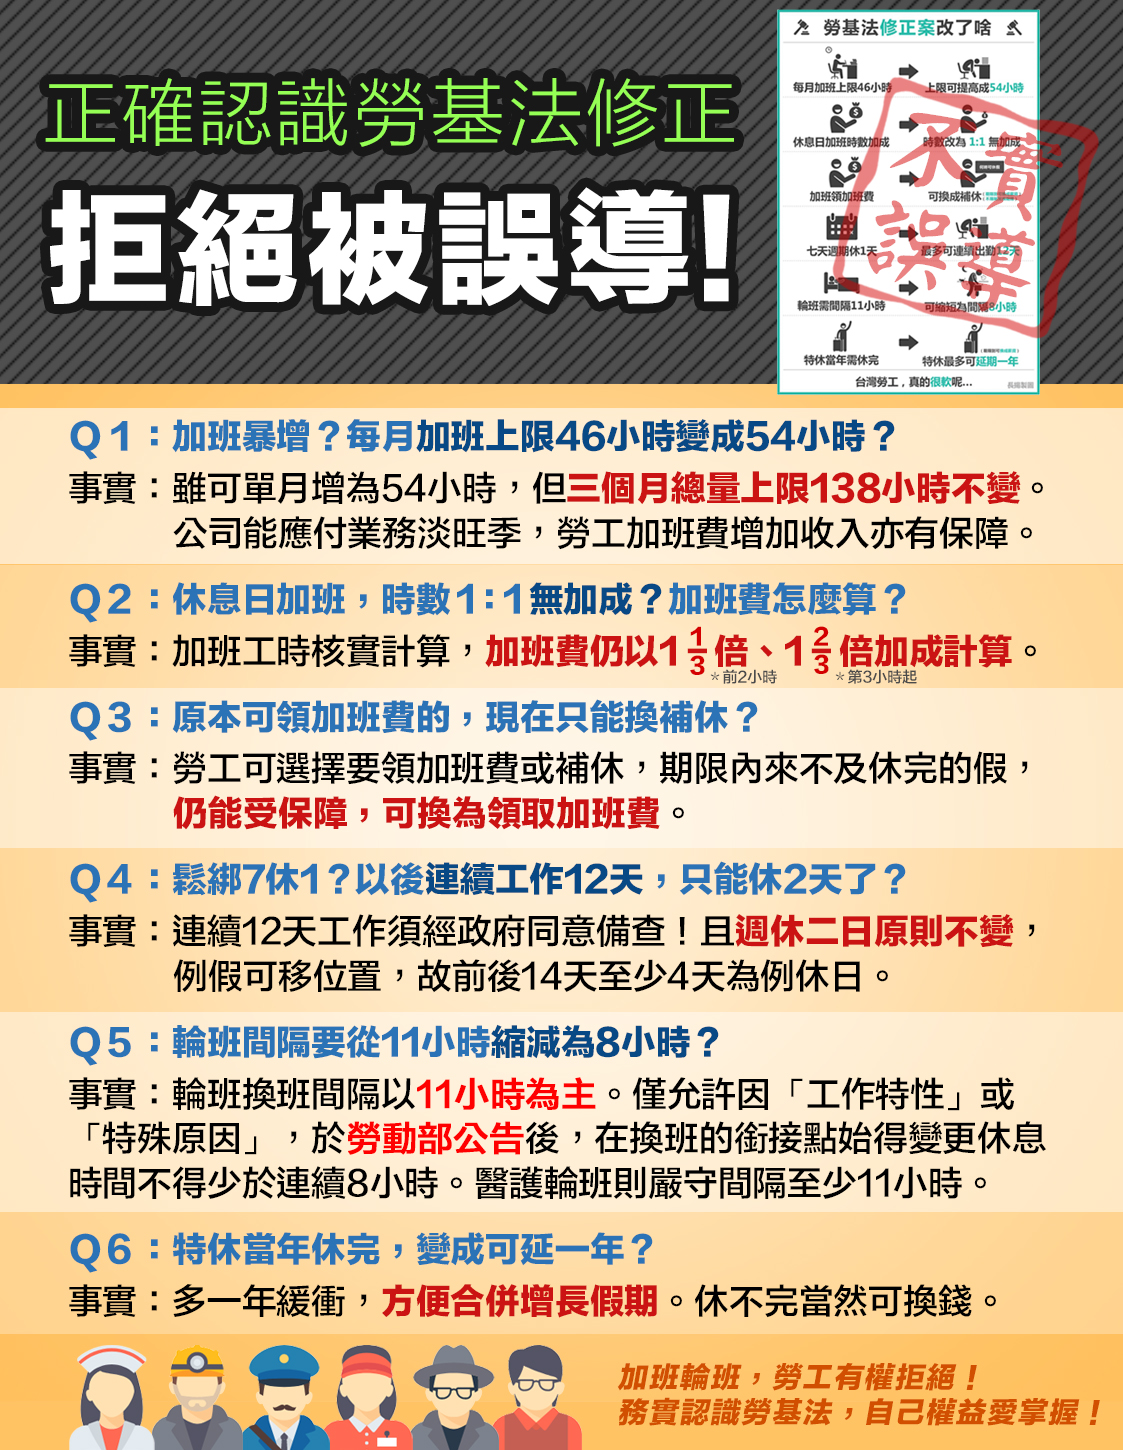 正確認識勞基法修正
拒絕被誤導!
勞基法修正案改了啥
每月加班上限46小時
上限可提高成54小時
休息日加班時數加成
時數改為 1:1 無加成
加班領加班費
可換成補休
七天週期休1天
最多可連續出勤12天
輪班需間隔11小時
可縮短為間隔8小時
特休當年需休完
特休最多可延期一年
台灣勞工，真的很軟呢...
不實
誤導
Q1：加班暴增？每月加班上限46小時變成54小時？
事實：雖可單月增為54小時，但三個月總量上限138小時不變。
公司能應付業務淡旺季，勞工加班費增加收入亦有保障。
Q2：休息日加班，時數1：1無加成？加班費怎麼算？
事實：加班工時核實計算，加班費仍以1 1/3 倍、1 2/3 倍加成計算。
＊前2小時 ＊第3小時起
Q3：原本可領加班費的，現在只能換補休？
事實：勞工可選擇要領加班費或補休，期限內來不及休完的假，
仍能受保障，可換為領取加班費。
Q4：鬆綁7休1？以後連續工作12天，只能休2天了？
事實：連續12天工作須經政府同意備查！且週休二日原則不變，
例假可移位置，故前後14天至少4天為例休日。
Q5：輪班間隔要從11小時縮減為8小時？
事實：輪班換班間隔以11小時為主。僅允許因「工作特性」或
「特殊原因」，於勞動部公告後，在換班的銜接點始得變更休息
時間不得少於連續8小時。醫護輪班則嚴守間隔至少11小時。
Q6：特休當年休完，變成可延一年？
事實：多一年緩衝，方便合併增長假期。休不完當然可換錢。
加班輪班，勞工有權拒絕！
務實認識勞基法，自己權益愛掌握！